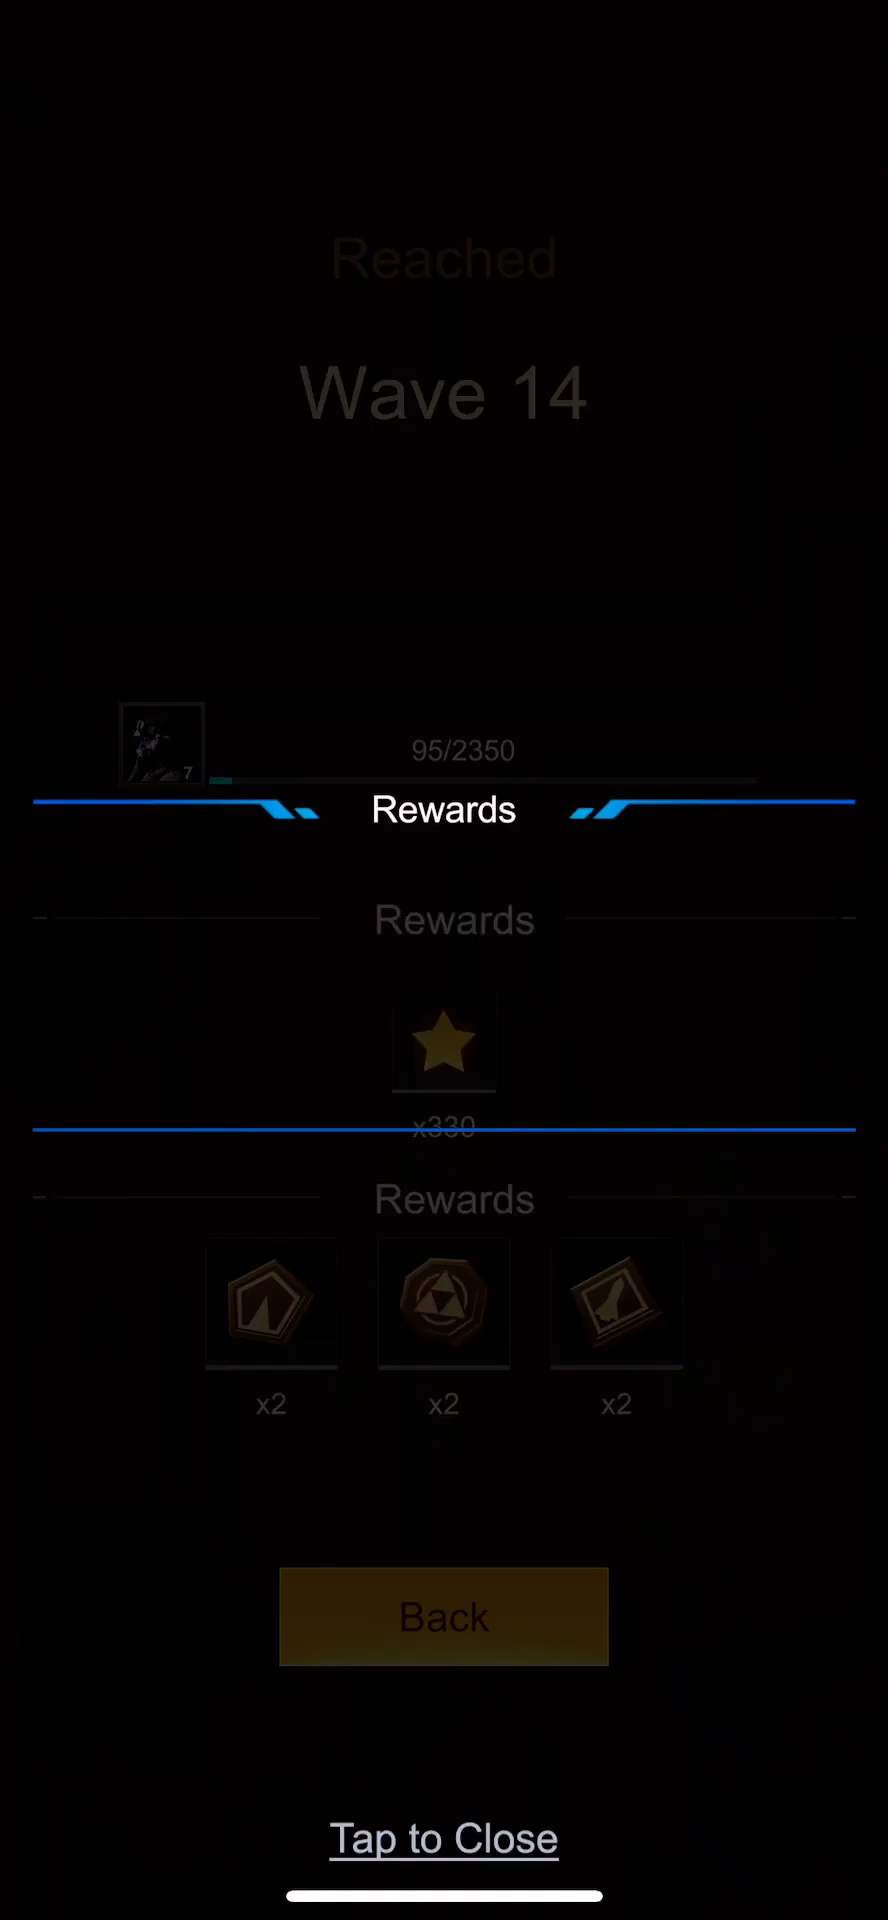 Reached
Wave 14
7
95/2350
Rewards
Rewards
x330
Rewards
x2 x2 x2
Back
Tap to Close